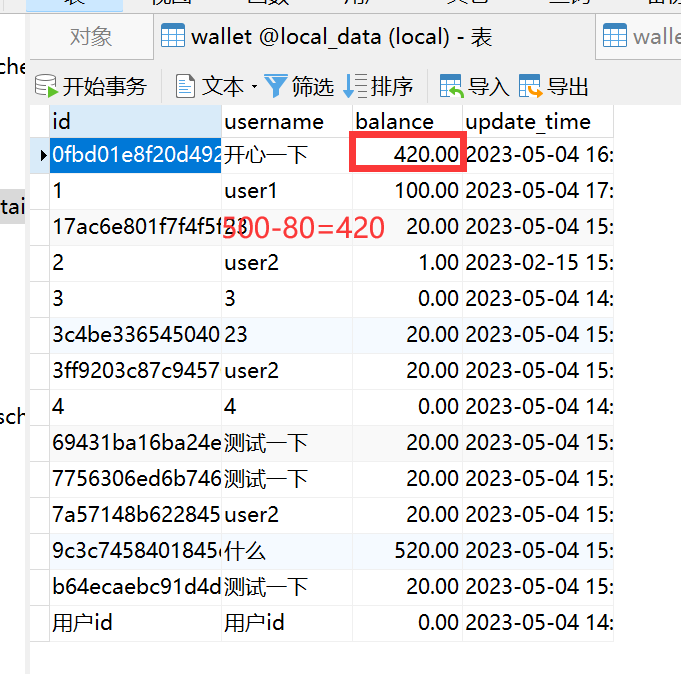 对象
wallet @local_data (local) - 表
开始事务 文本 筛选 排序 导入 导出
id username balance update_time
0fbd01e8f20d492 开心一下 420.00 2023-05-04 16:
1 user1 100.00 2023-05-04 17:
17ac6e801f7f4f5f 23 20.00 2023-05-04 15:
500-80=420
2 user2 1.00 2023-02-15 15:
3 3 0.00 2023-05-04 14:
3c4be336545040 23 20.00 2023-05-04 15:
3ff9203c87c9457 user2 20.00 2023-05-04 15:
4 4 0.00 2023-05-04 14:
69431ba16ba24e 测试一下 20.00 2023-05-04 15:
7756306ed6b746 测试一下 20.00 2023-05-04 15:
7a57148b622845 user2 20.00 2023-05-04 15:
9c3c7458401845 什么 520.00 2023-05-04 15:
b64ecaebc91d4d 测试一下 20.00 2023-05-04 15:
用户id 用户id 0.00 2023-05-04 14: